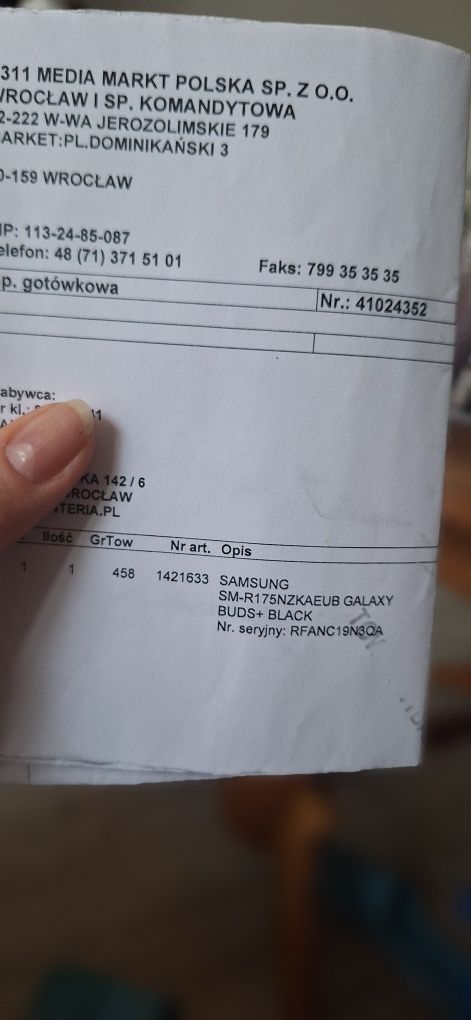 311 MEDIA MARKT POLSKA SP. Z O.O.
WROCŁAW I SP. KOMANDYTOWA
2-222 W-WA JEROZOLIMSKIE 179
MARKET:PL.DOMINIKAŃSKI 3
0-159 WROCŁAW
IP: 113-24-85-087
elefon: 48 (71) 371 51 01 Faks: 799 35 35 35
p. gotówkowa Nr.: 41024352
abywca:
r kl.: 1
KA 142 / 6
ROCŁAW
TERIA.PL
Ilość GrTow Nr art. Opis
1 1 458 1421633 SAMSUNG
SM-R175NZKAEUB GALAXY
BUDS+ BLACK
Nr. seryjny: RFANC19N3QA